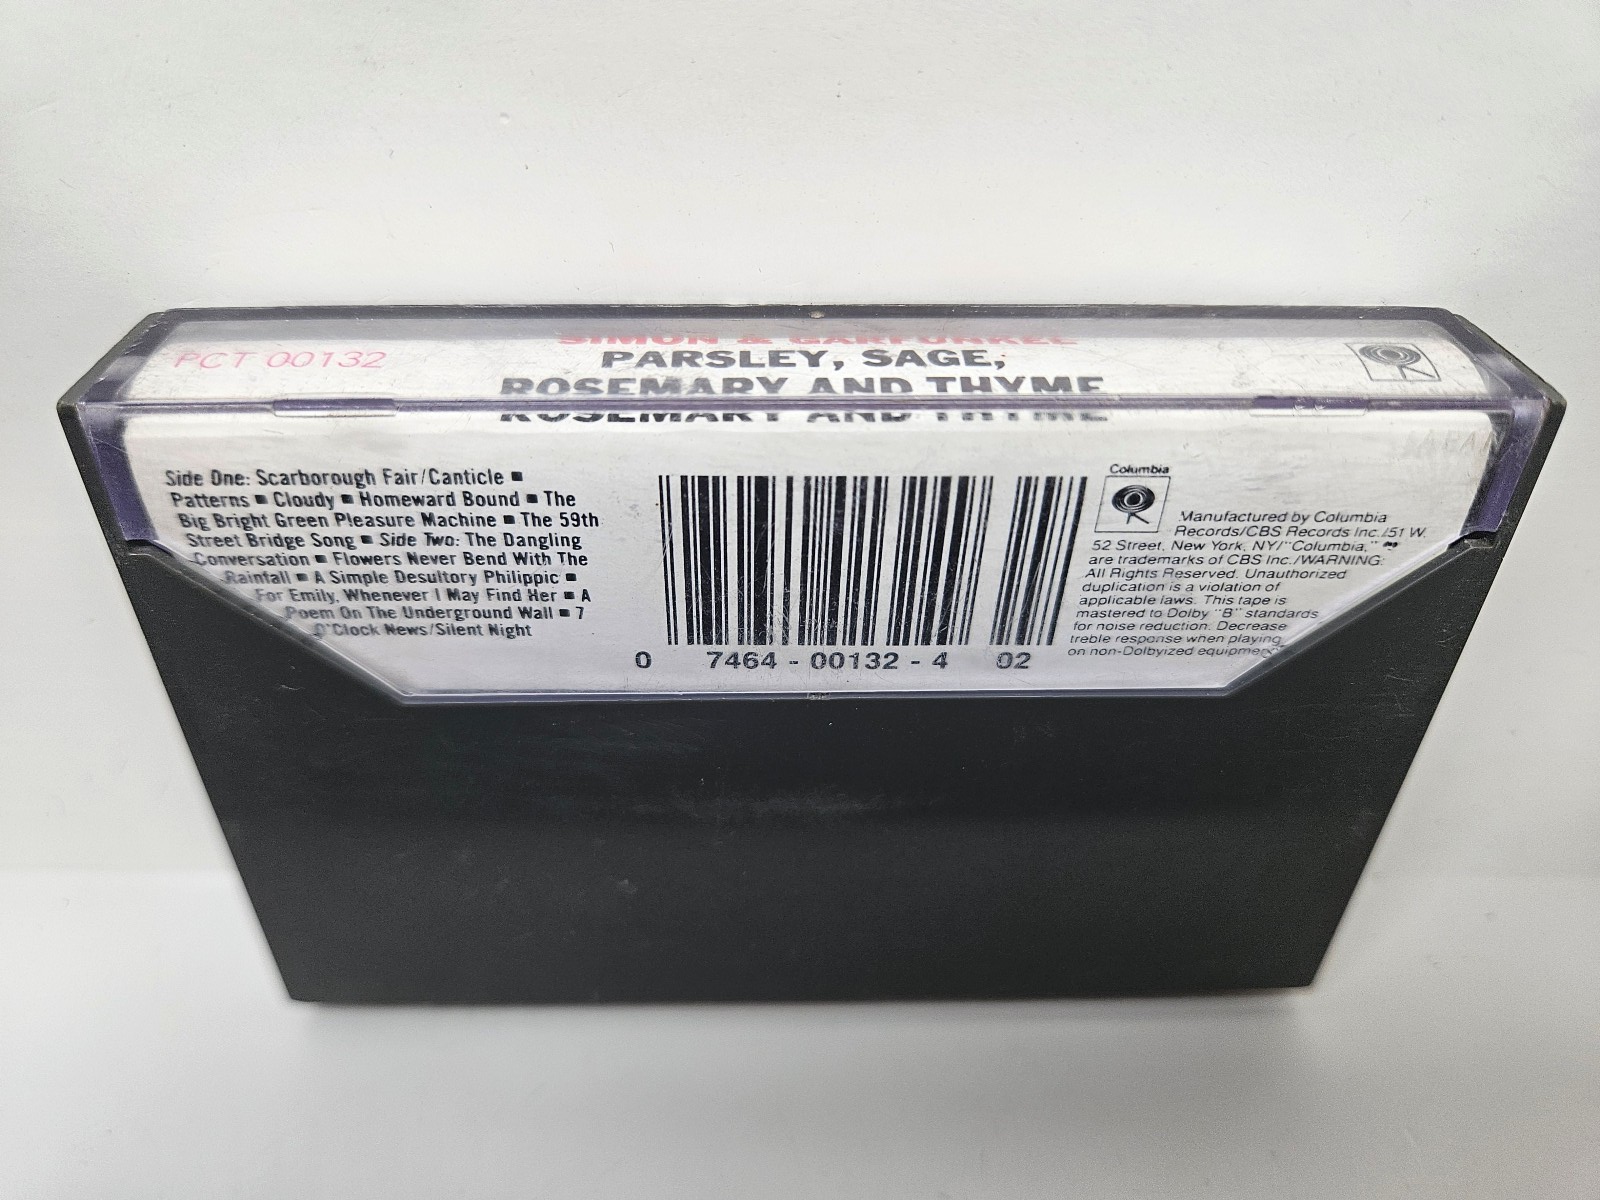 SIMON & GARFUNKEL
PCT 00132
PARSLEY, SAGE,
ROSEMARY AND THYME
Side One: Scarborough Fair/Canticle ■
Patterns ■ Cloudy ■ Homeward Bound ■ The
Big Bright Green Pleasure Machine ■ The 59th
Street Bridge Song ■ Side Two: The Dangling
Conversation ■ Flowers Never Bend With The
Rainfall ■ A Simple Desultory Philippic ■
For Emily, Whenever I May Find Her ■ A
Poem On The Underground Wall ■ 7
O'Clock News/Silent Night
0 7464 - 00132 - 4 02
Columbia
Manufactured by Columbia
Records/CBS Records Inc./51 W.
52 Street, New York, NY/"Columbia,"
are trademarks of CBS Inc./WARNING:
All Rights Reserved. Unauthorized
duplication is a violation of
applicable laws. This tape is
mastered to Dolby "B" standards
for noise reduction. Decrease
treble response when playing
on non-Dolbyized equipment